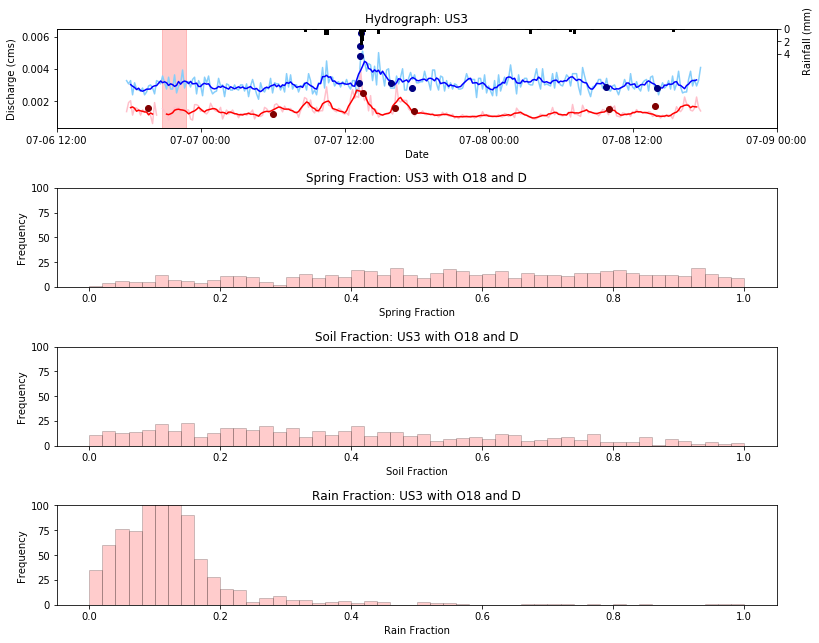 Hydrograph: US3
0.006
0.004
0.002
Discharge (cms)
0
2
4
Rainfall (mm)
07-06 12:00 07-07 00:00 07-07 12:00 07-08 00:00 07-08 12:00 07-09 00:00
Date
Spring Fraction: US3 with O18 and D
100
75
50
25
0
Frequency
0.0 0.2 0.4 0.6 0.8 1.0
Spring Fraction
Soil Fraction: US3 with O18 and D
100
75
50
25
0
Frequency
0.0 0.2 0.4 0.6 0.8 1.0
Soil Fraction
Rain Fraction: US3 with O18 and D
100
75
50
25
0
Frequency
0.0 0.2 0.4 0.6 0.8 1.0
Rain Fraction